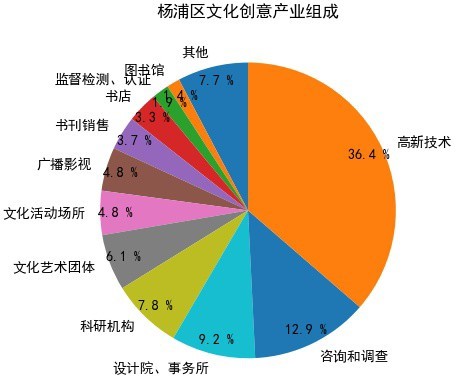 杨浦区文化创意产业组成
其他
7.7 %
图书馆
1.4 %
监督检测、认证
1.9 %
书店
3.3 %
书刊销售
3.7 %
广播影视
4.8 %
文化活动场所
4.8 %
文化艺术团体
6.1 %
科研机构
7.8 %
设计院、事务所
9.2 %
咨询和调查
12.9 %
高新技术
36.4 %